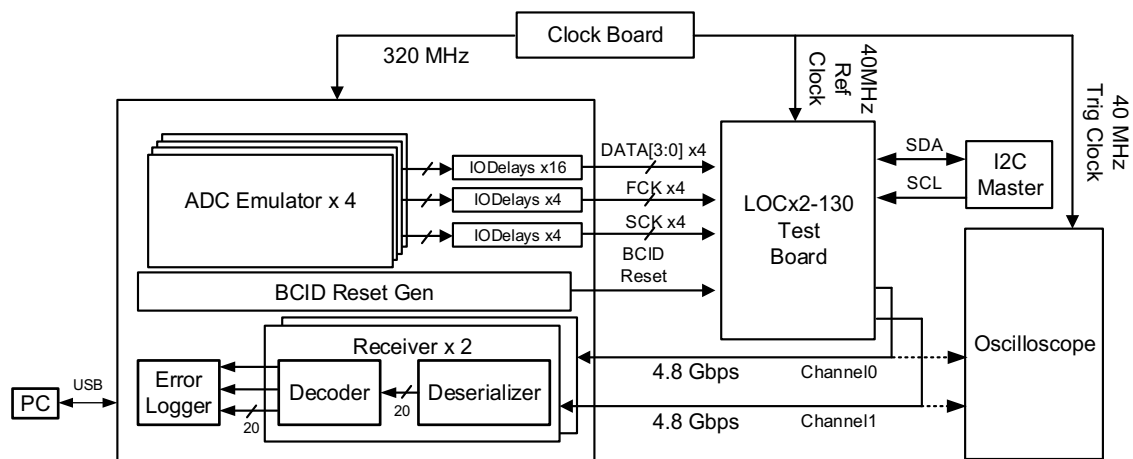 Clock Board
320 MHz
40MHz
Ref
Clock
40 MHz
Trig Clock
ADC Emulator x 4
IODelays x16
IODelays x4
IODelays x4
DATA[3:0] x4
FCK x4
SCK x4
BCID
Reset
LOCx2-130
Test
Board
SDA
SCL
I2C
Master
BCID Reset Gen
Receiver x 2
Error
Logger
Decoder
Deserializer
20
20
PC
USB
4.8 Gbps
Channel0
4.8 Gbps
Channel1
Oscilloscope